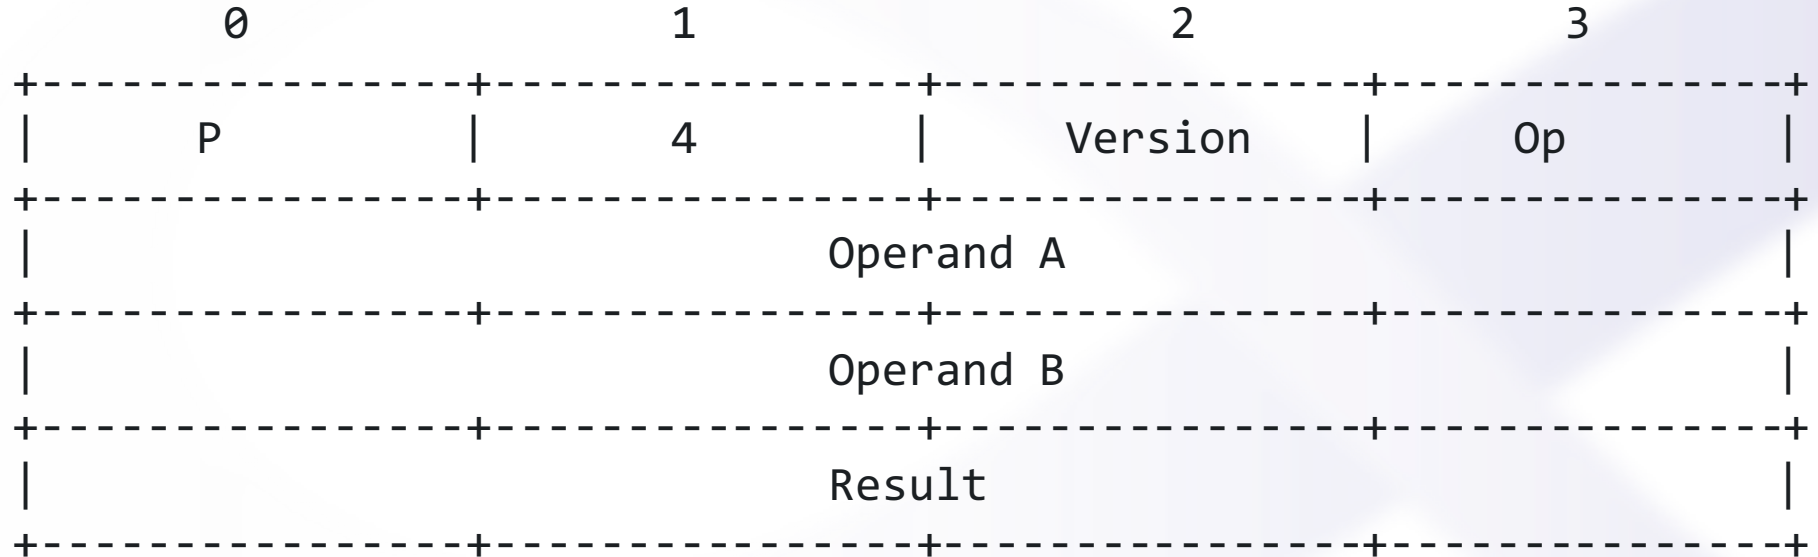 0 1 2 3
+----------------+----------------+----------------+---------------+
| P | 4 | Version | Op |
+----------------+----------------+----------------+---------------+
| Operand A |
+----------------+----------------+----------------+---------------+
| Operand B |
+----------------+----------------+----------------+---------------+
| Result |
+----------------+----------------+----------------+---------------+